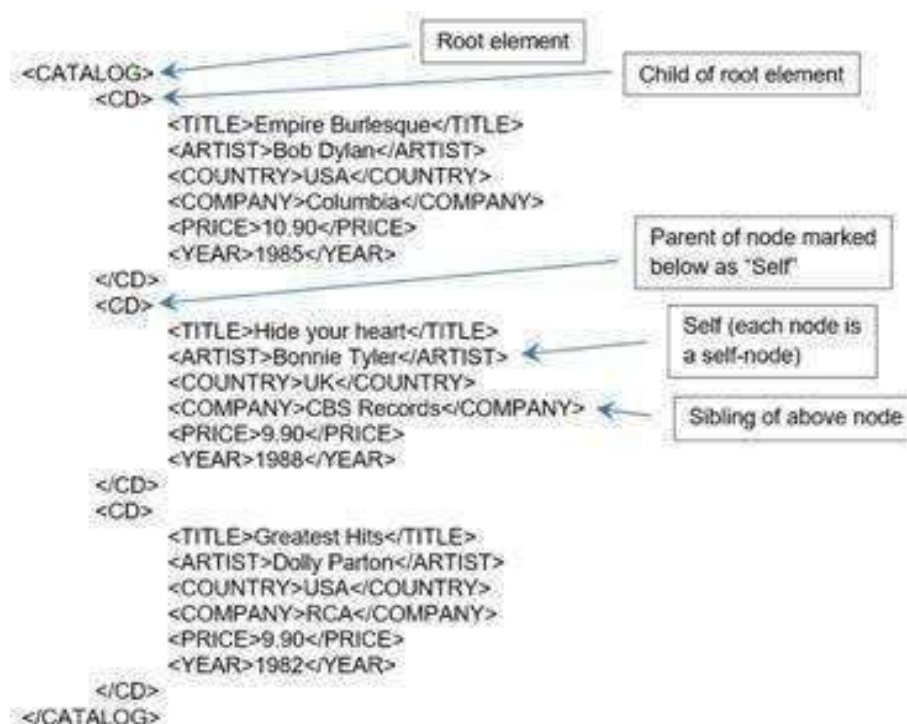 Root element
<CATALOG>
Child of root element
<CD>
<TITLE>Empire Burlesque</TITLE>
<ARTIST>Bob Dylan</ARTIST>
<COUNTRY>USA</COUNTRY>
<COMPANY>Columbia</COMPANY>
<PRICE>10.90</PRICE>
<YEAR>1985</YEAR>
Parent of node marked
below as "Self"
</CD>
<CD>
<TITLE>Hide your heart</TITLE>
<ARTIST>Bonnie Tyler</ARTIST>
Self (each node is
a self-node)
<COUNTRY>UK</COUNTRY>
<COMPANY>CBS Records</COMPANY>
Sibling of above node
<PRICE>9.90</PRICE>
<YEAR>1988</YEAR>
</CD>
<CD>
<TITLE>Greatest Hits</TITLE>
<ARTIST>Dolly Parton</ARTIST>
<COUNTRY>USA</COUNTRY>
<COMPANY>RCA</COMPANY>
<PRICE>9.90</PRICE>
<YEAR>1982</YEAR>
</CD>
</CATALOG>